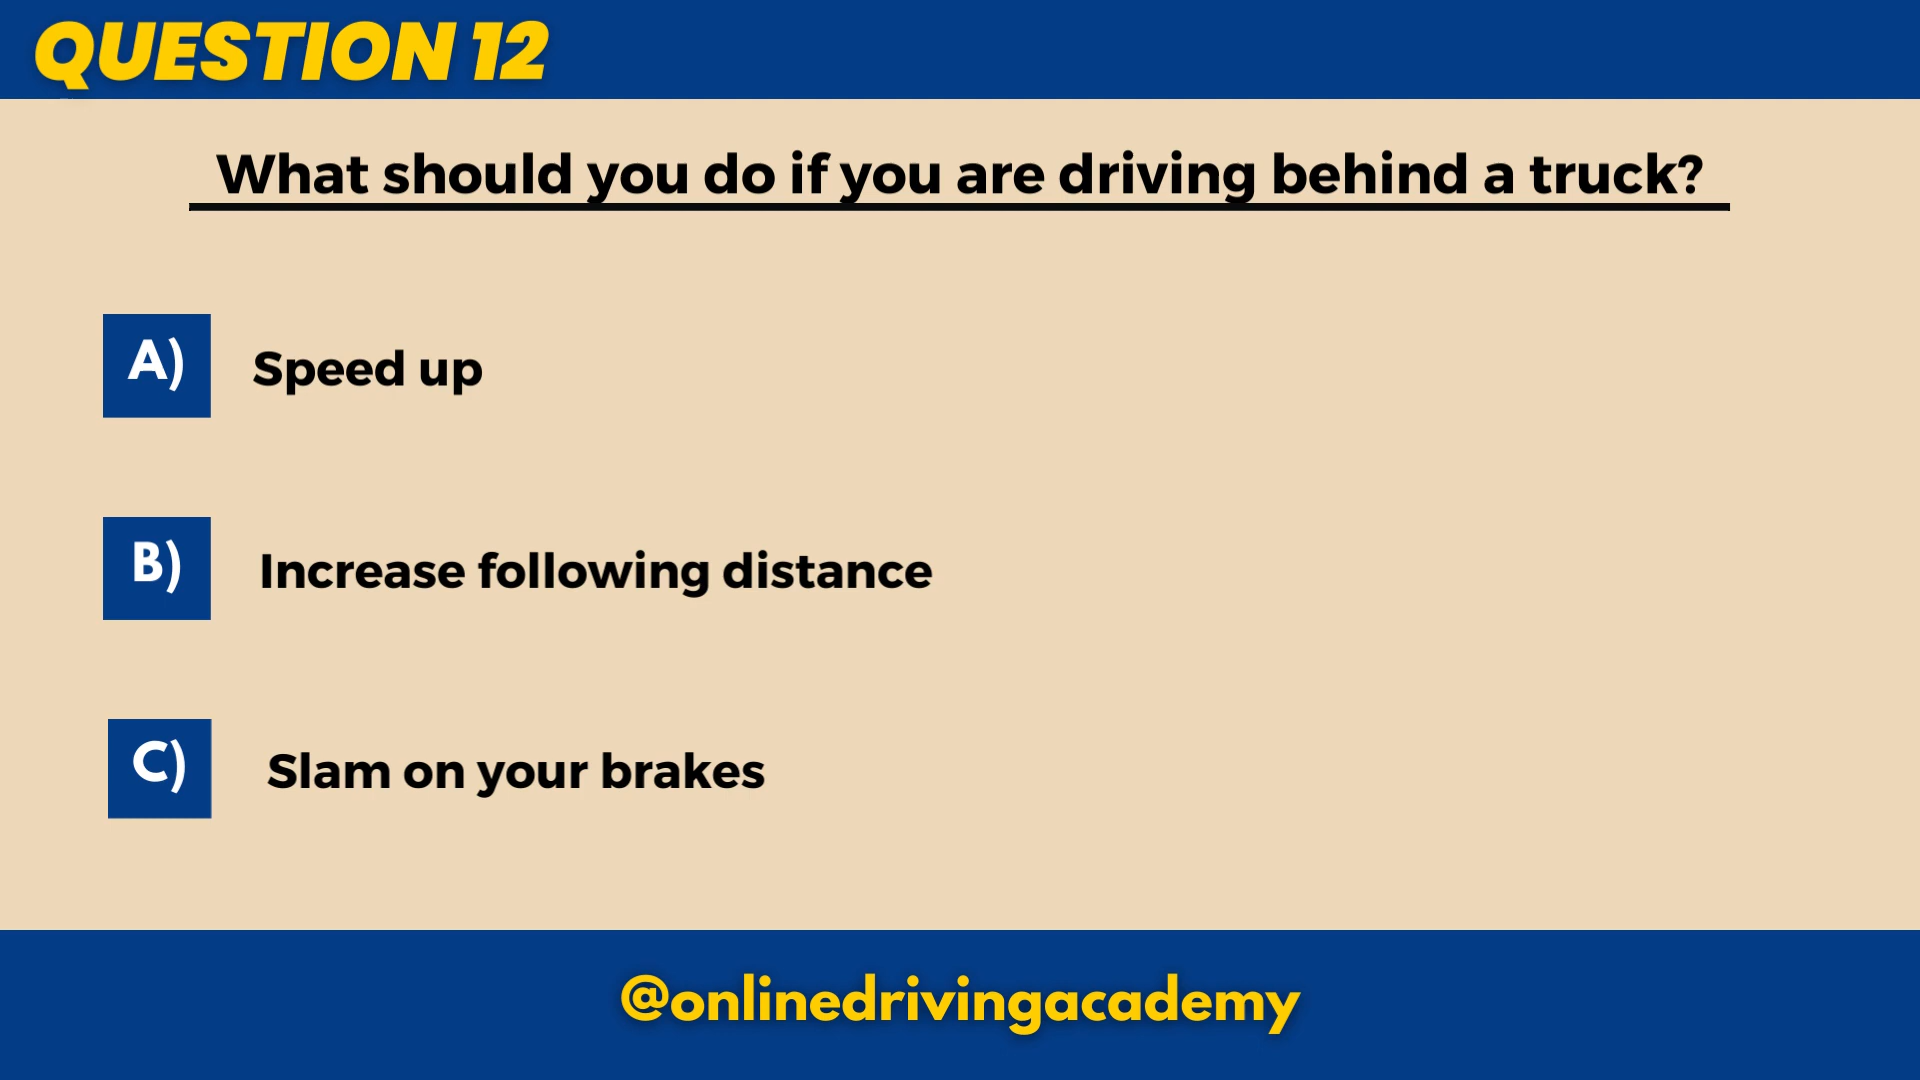 QUESTION 12
What should you do if you are driving behind a truck?
A) Speed up
B) Increase following distance
C) Slam on your brakes
@onlinedrivingacademy